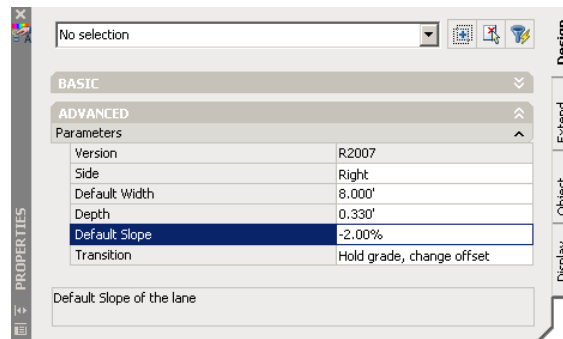 No selection
BASIC
ADVANCED
Parameters
Version R2007
Side Right
Default Width 8.000'
Depth 0.330'
Default Slope -2.00%
Transition Hold grade, change offset
Default Slope of the lane
PROPERTIES
Design
Extend
Object
Display